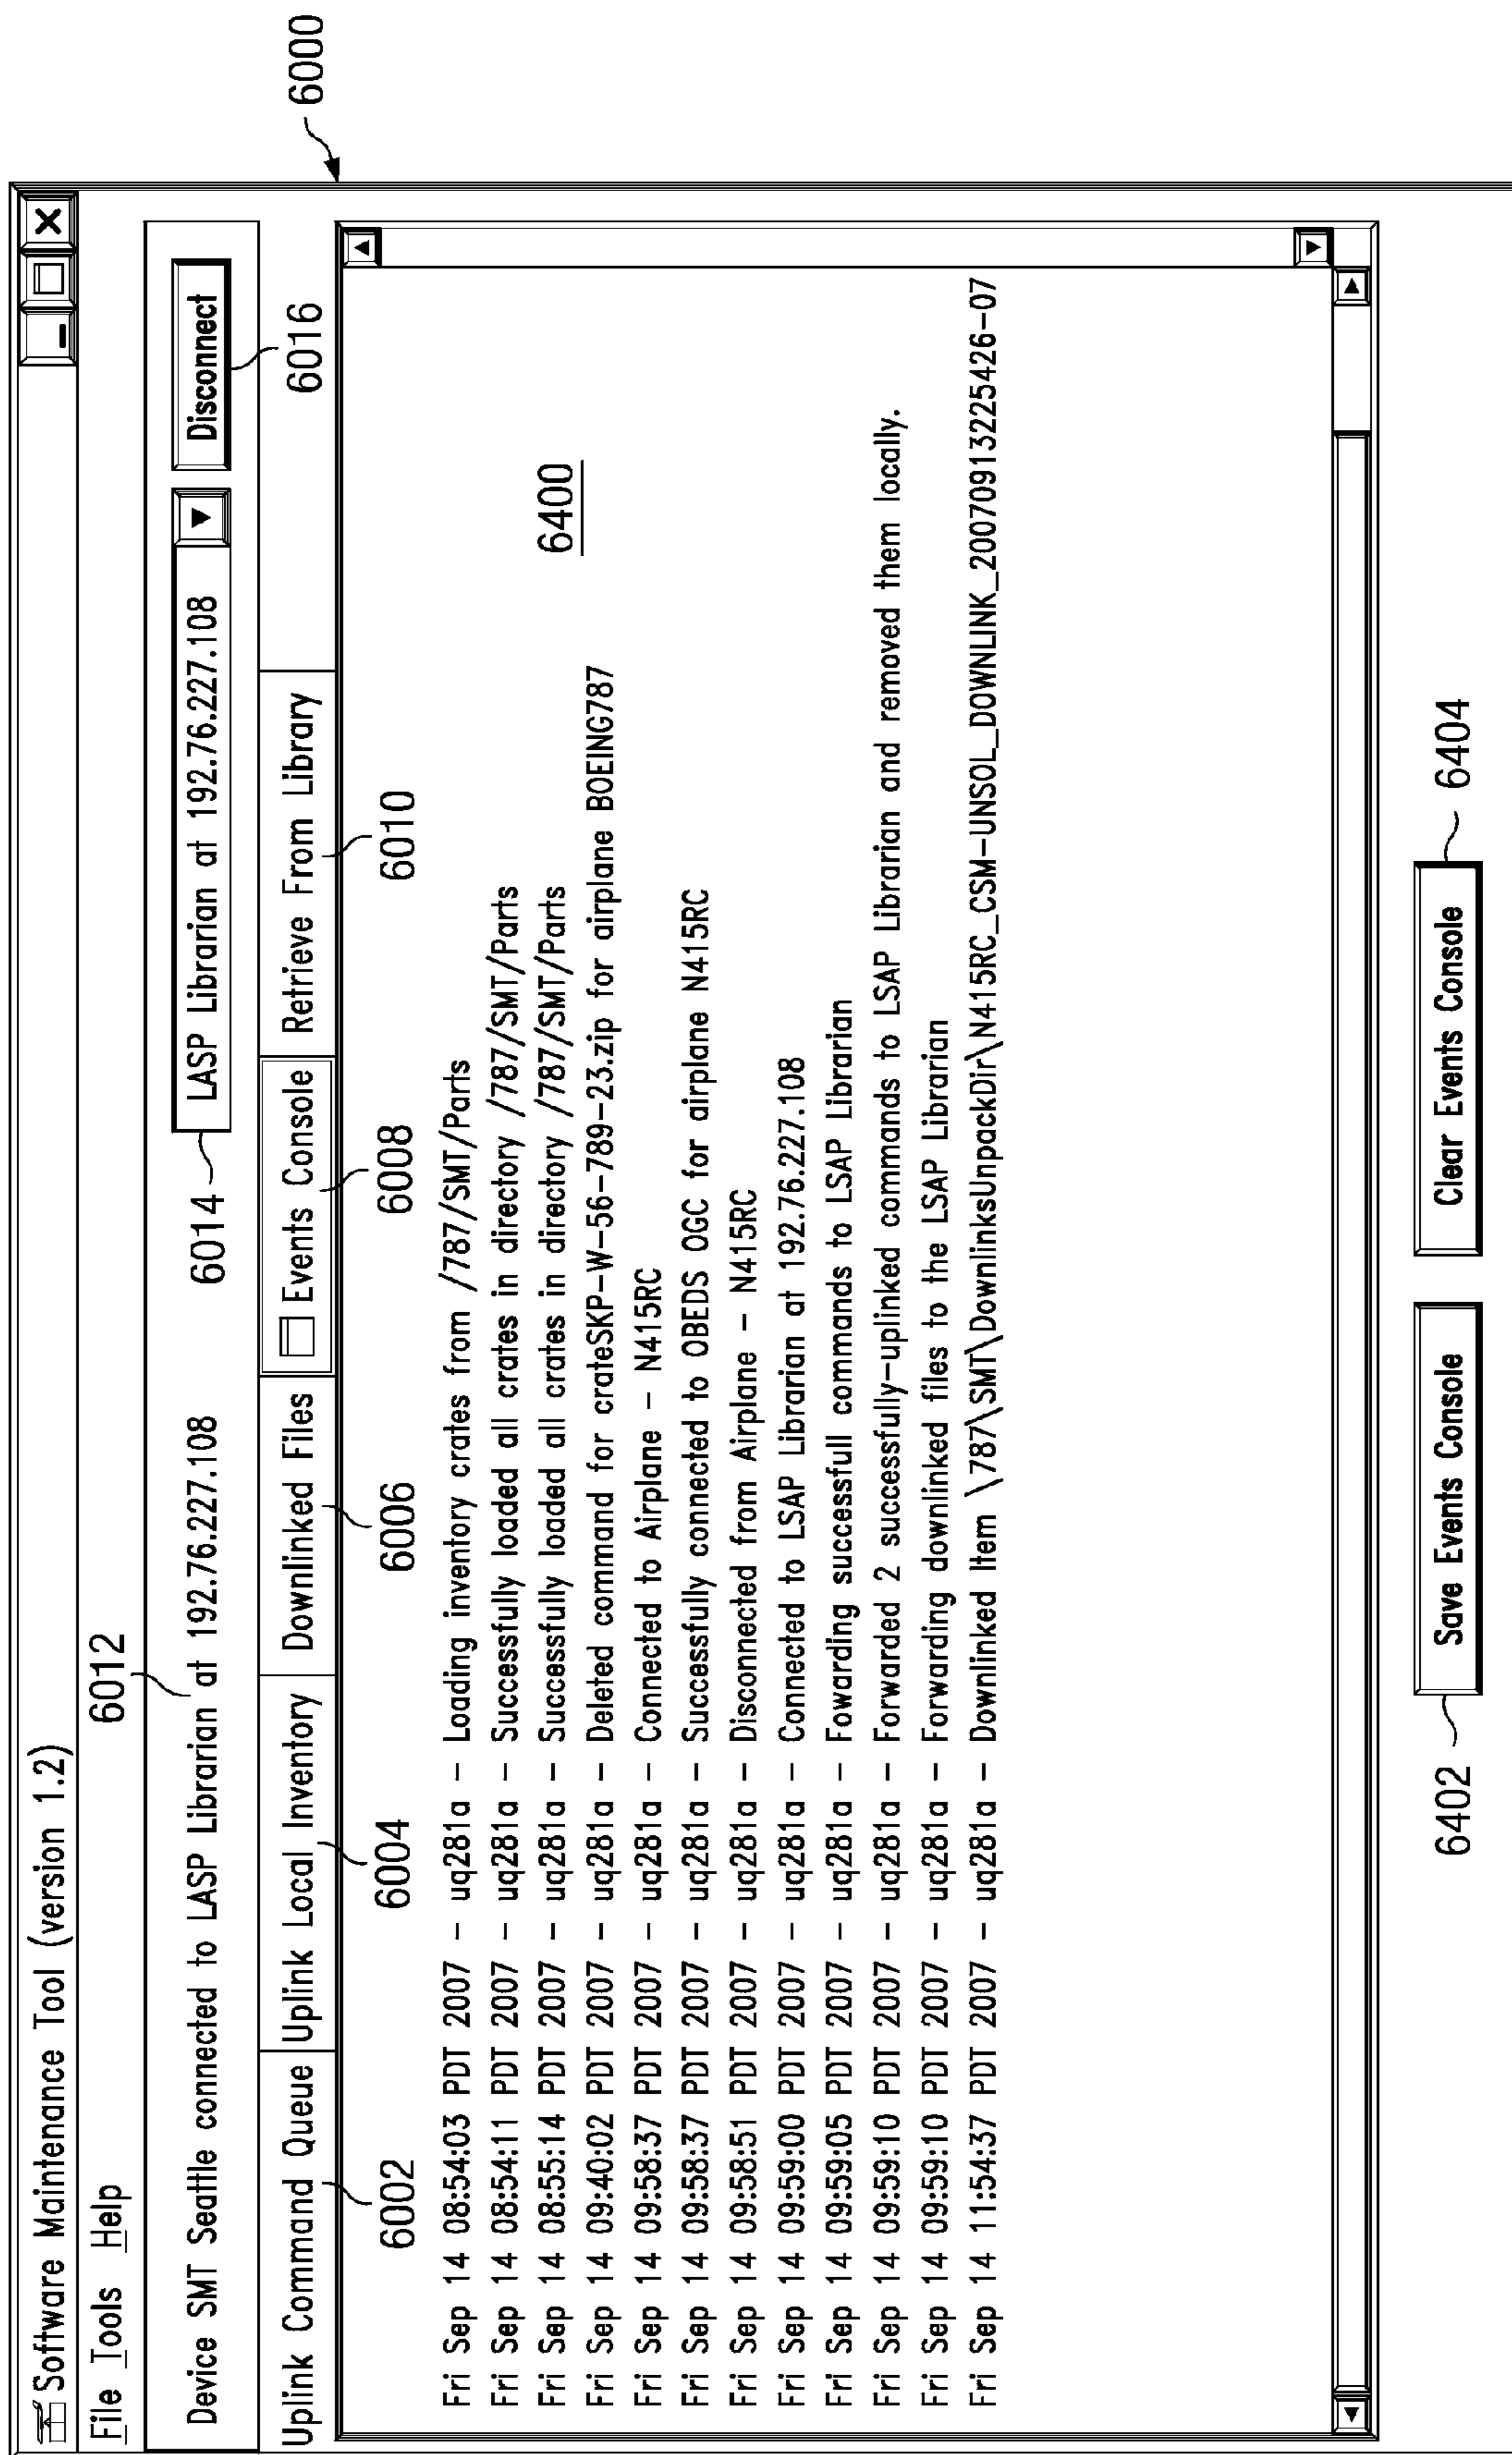 Software Maintenance Tool (version 1.2)
File Tools Help
6012
6000
Device SMT Seattle connected to LASP Librarian at 192.76.227.108
6014
LASP Librarian at 192.76.227.108
Disconnect
6016
Uplink Command Queue
Uplink Local Inventory
Downlinked Files
Events Console
Retrieve From Library
6002
6004
6006
6008
6010
6400
Fri Sep 14 08:54:03 PDT 2007 - uq281a - Loading inventory crates from /787/SMT/Parts
Fri Sep 14 08:54:11 PDT 2007 - uq281a - Successfully loaded all crates in directory /787/SMT/Parts
Fri Sep 14 08:55:14 PDT 2007 - uq281a - Successfully loaded all crates in directory /787/SMT/Parts
Fri Sep 14 09:40:02 PDT 2007 - uq281a - Deleted command for crateSKP-W-56-789-23.zip for airplane BOEING787
Fri Sep 14 09:58:37 PDT 2007 - uq281a - Connected to Airplane - N415RC
Fri Sep 14 09:58:37 PDT 2007 - uq281a - Successfully connected to OBEDS OGC for airplane N415RC
Fri Sep 14 09:58:51 PDT 2007 - uq281a - Disconnected from Airplane - N415RC
Fri Sep 14 09:59:00 PDT 2007 - uq281a - Connected to LSAP Librarian at 192.76.227.108
Fri Sep 14 09:59:05 PDT 2007 - uq281a - Fowarding successfull commands to LSAP Librarian
Fri Sep 14 09:59:10 PDT 2007 - uq281a - Forwarded 2 successfully-uplinked commands to LSAP Librarian and removed them locally.
Fri Sep 14 09:59:10 PDT 2007 - uq281a - Forwarding downlinked files to the LSAP Librarian
Fri Sep 14 11:54:37 PDT 2007 - uq281a - Downlinked Item \787\SMT\DownlinksUnpackDir\N415RC_CSM-UNSOL_DOWNLINK_20070913225426-07
6402
Save Events Console
Clear Events Console
6404